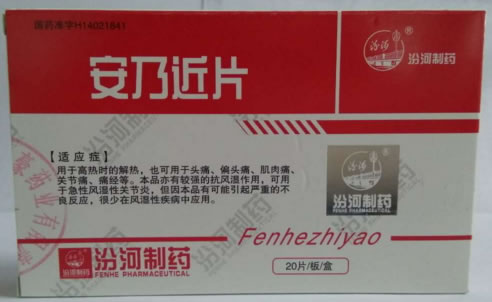 国药准字H14021841
汾河
®
汾河制药
安乃近片
【适应症】
用于高热时的解热，也可用于头痛、偏头痛、肌肉痛、
关节痛、痛经等。本品亦有较强的抗风湿作用，可用
于急性风湿性关节炎，但因本品有可能引起严重的不
良反应，很少在风湿性疾病中应用。
汾河制药
Fenhezhiyao
汾河制药
汾河制药
FENHE PHARMACEUTICAL
20片/板/盒